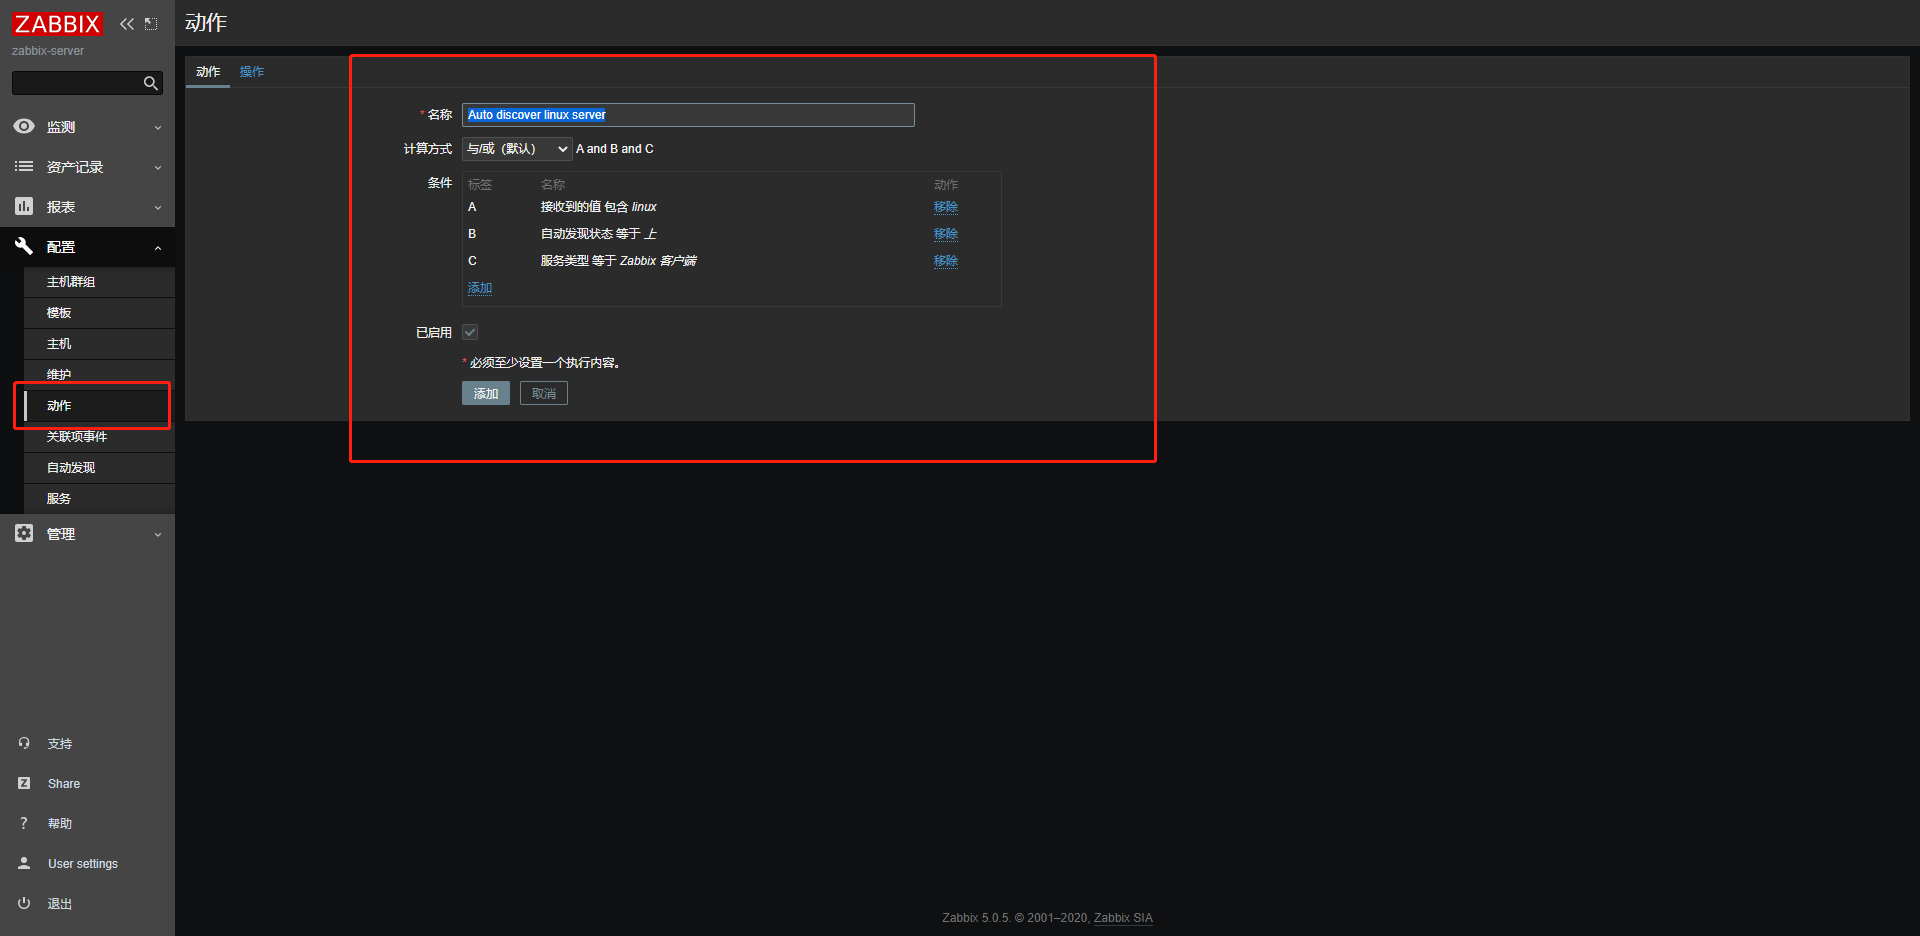 ZABBIX
zabbix-server
监测
资产记录
报表
配置
主机群组
模板
主机
维护
动作
关联项事件
自动发现
服务
管理
支持
Share
帮助
User settings
退出
动作
动作 操作
* 名称 Auto discover linux server
计算方式 与/或（默认） A and B and C
条件 标签 名称 动作
A 接收到的值 包含 linux 移除
B 自动发现状态 等于 上 移除
C 服务类型 等于 Zabbix 客户端 移除
添加
已启用
* 必须至少设置一个执行内容。
添加 取消
Zabbix 5.0.5. © 2001–2020, Zabbix SIA